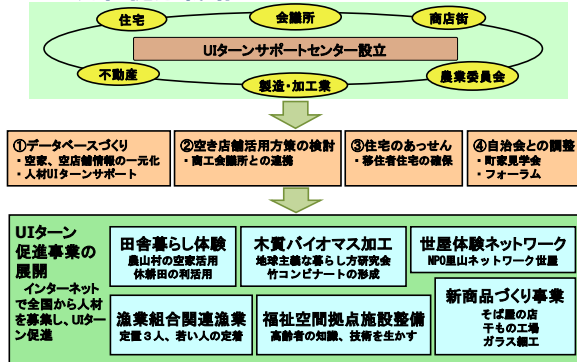 住宅
会議所
商店街
UIターンサポートセンター設立
不動産
製造・加工業
農業委員会
①データベースづくり
・空家、空店舗情報の一元化
・人材UIターンサポート
②空き店舗活用方策の検討
・商工会議所との連携
③住宅のあっせん
・移住者住宅の確保
④自治会との調整
・町家見学会
・フォーラム
UIターン
促進事業の
展開
インターネット
で全国から人材
を募集し、UIター
ン促進
田舎暮らし体験
農山村の空家活用
休耕田の利活用
木質バイオマス加工
地球主義な暮らし方研究会
竹コンビナートの形成
世屋体験ネットワーク
NPO里山ネットワーク世屋
漁業組合関連漁業
定置3人、若い人の定着
福祉空間拠点施設整備
高齢者の知識、技術を生かす
新商品づくり事業
そば屋の店
干もの工場
ガラス細工